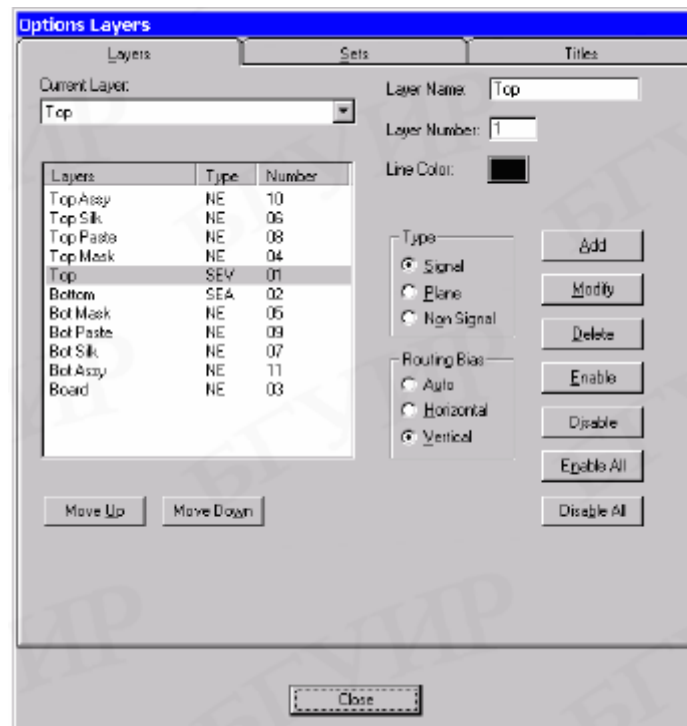 Options Layers
Layers Sets Titles
Current Layer:
Top
Layer Name: Top
Layer Number: 1
Line Color:
Layers Type Number
Top Assy NE 10
Top Silk NE 06
Top Paste NE 08
Top Mask NE 04
Top SEV 01
Bottom SEA 02
Bot Mask NE 05
Bot Paste NE 09
Bot Silk NE 07
Bot Assy NE 11
Board NE 03
Type
Signal
Plane
Non Signal
Routing Bias
Auto
Horizontal
Vertical
Add
Modify
Delete
Enable
Disable
Enable All
Disable All
Move Up Move Down
Close
БГУИР